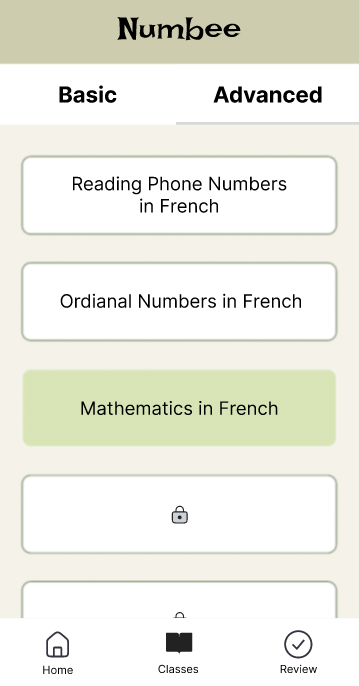 Numbee
Basic
Advanced
Reading Phone Numbers
in French
Ordianal Numbers in French
Mathematics in French
Home
Classes
Review